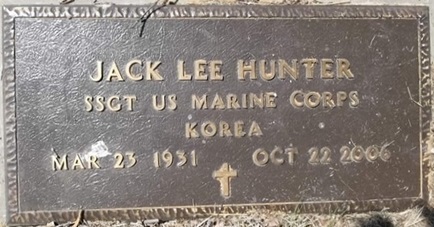 JACK LEE HUNTER
SSGT US MARINE CORPS
KOREA
MAR 23 1931 OCT 22 2006